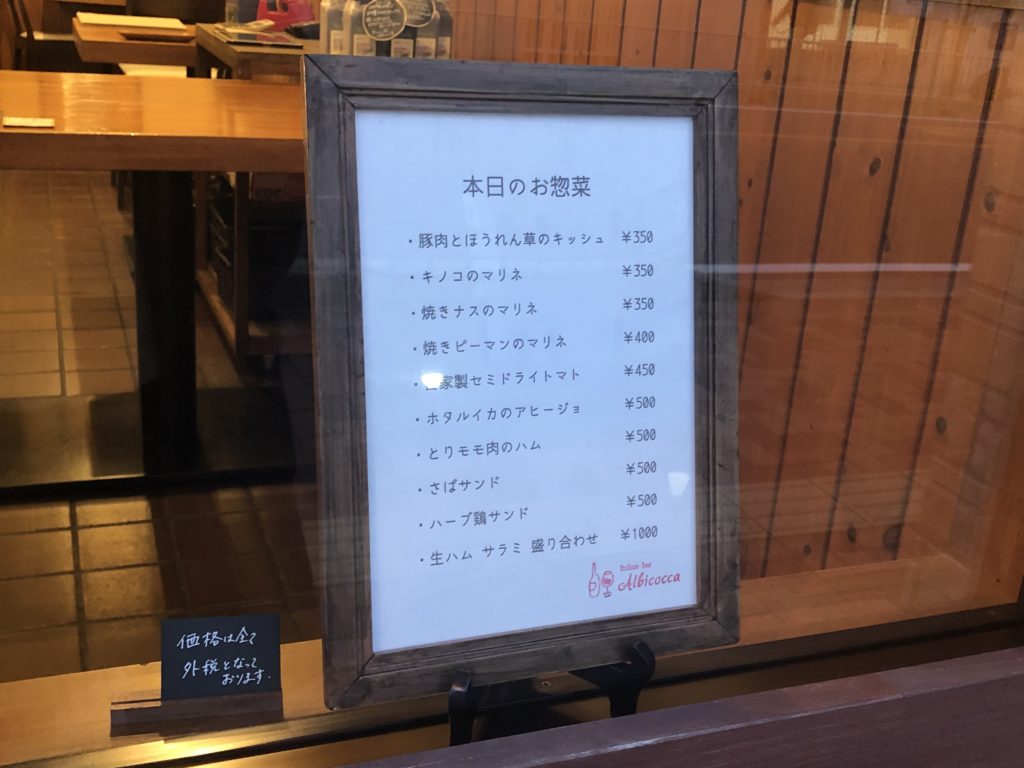 本日のお惣菜
・豚肉とほうれん草のキッシュ ¥350
・キノコのマリネ ¥350
・焼きナスのマリネ ¥350
・焼きピーマンのマリネ ¥400
・自家製セミドライトマト ¥450
・ホタルイカのアヒージョ ¥500
・とりモモ肉のハム ¥500
・さばサンド ¥500
・ハーブ鶏サンド ¥500
・生ハム サラミ 盛り合わせ ¥1000
Italian-bar
Albicocca
価格は全て
外税となって
おります.